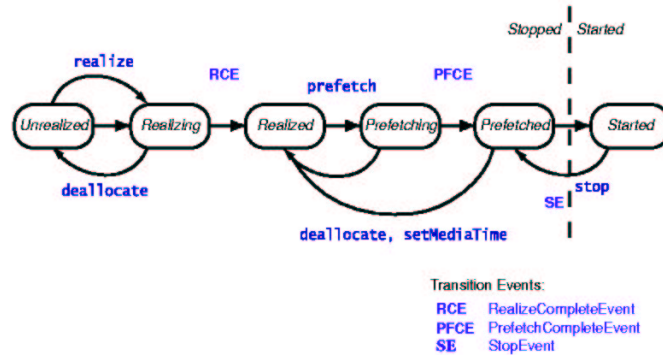 Stopped Started
realize
RCE
prefetch
PFCE
Unrealized Realizing Realized Prefetching Prefetched Started
deallocate
stop
SE
deallocate, setMediaTime
Transition Events:
RCE RealizeCompleteEvent
PFCE PrefetchCompleteEvent
SE StopEvent